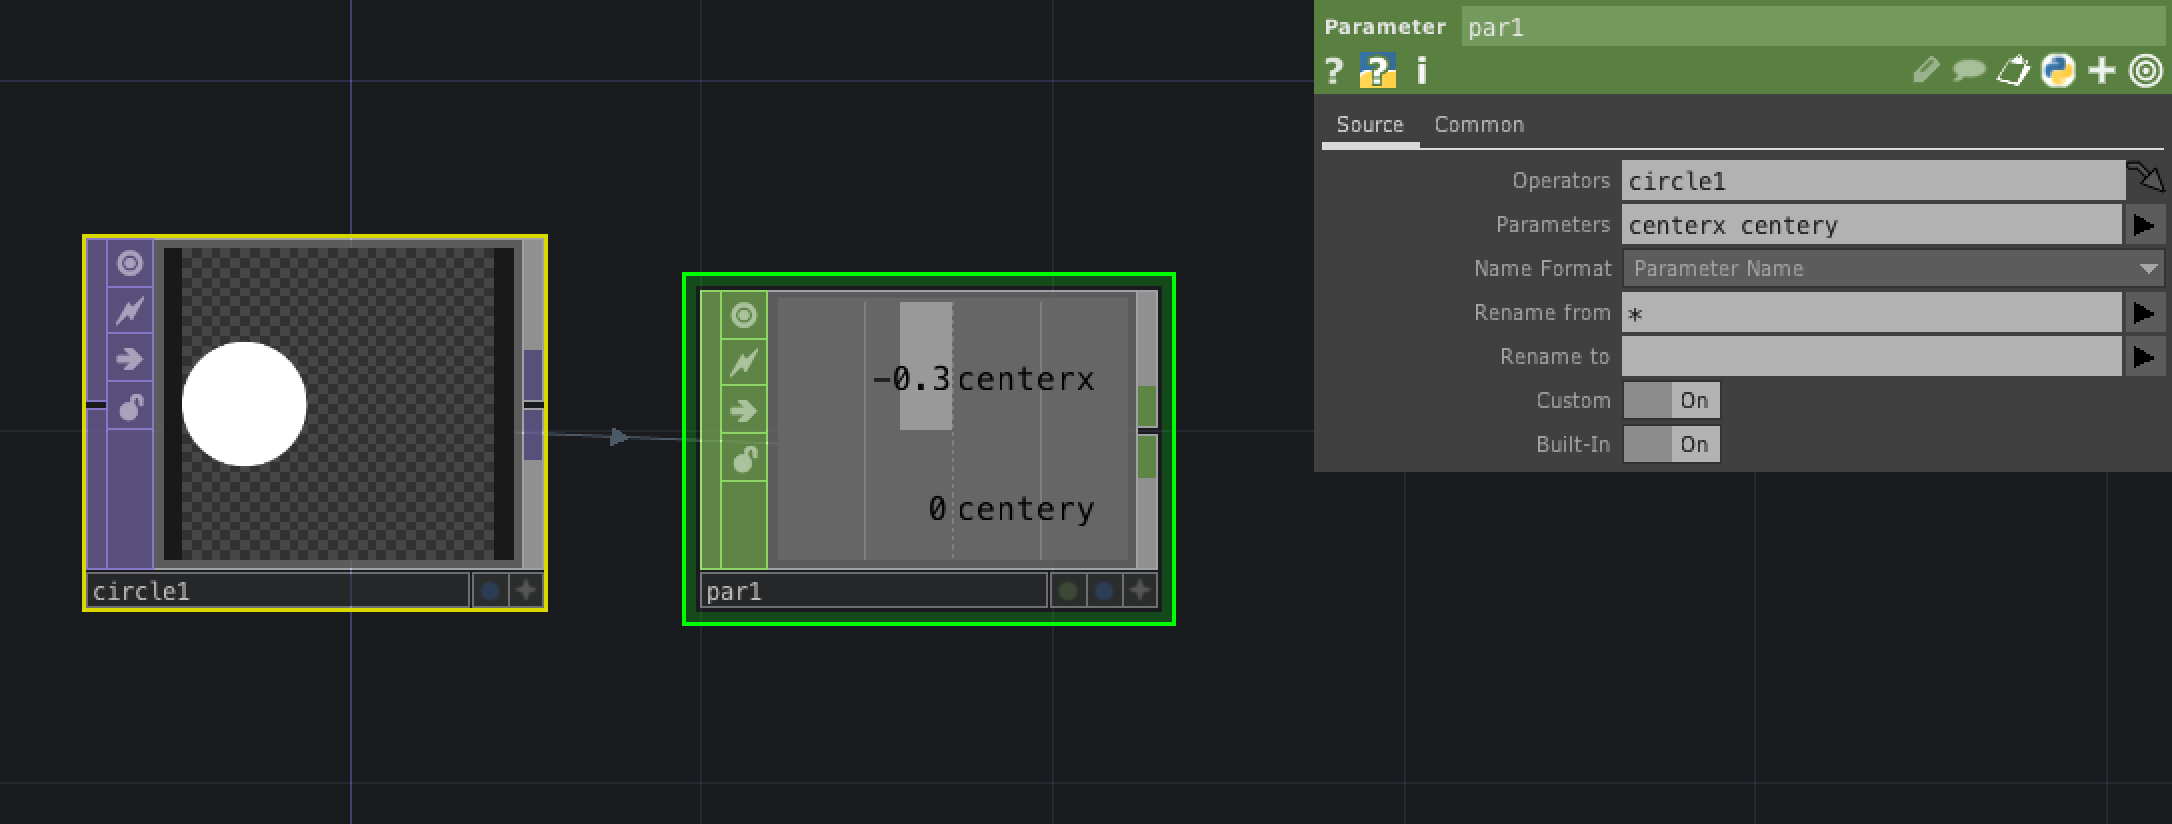 circle1
-0.3 centerx
0 centery
par1
Parameter par1
? ? i
Source Common
Operators circle1
Parameters centerx centery
Name Format Parameter Name
Rename from *
Rename to
Custom On
Built-In On